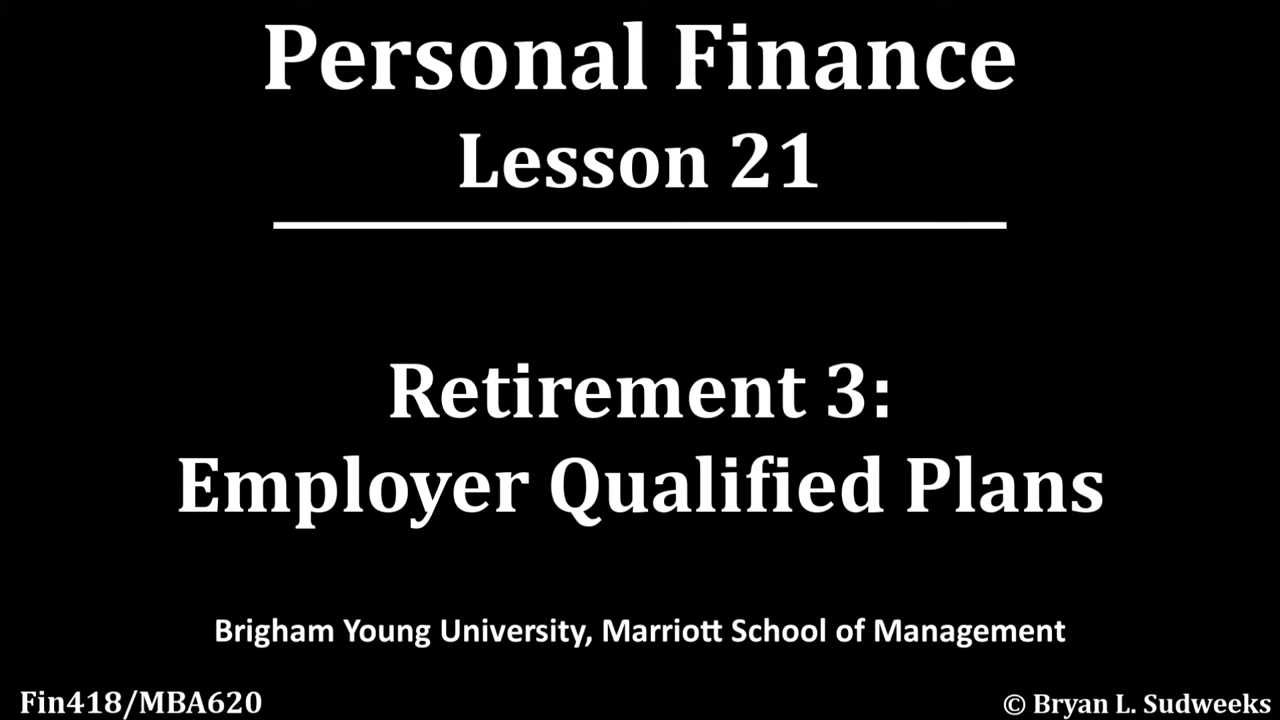 Personal Finance
Lesson 21
Retirement 3:
Employer Qualified Plans
Brigham Young University, Marriott School of Management
Fin418/MBA620
© Bryan L. Sudweeks